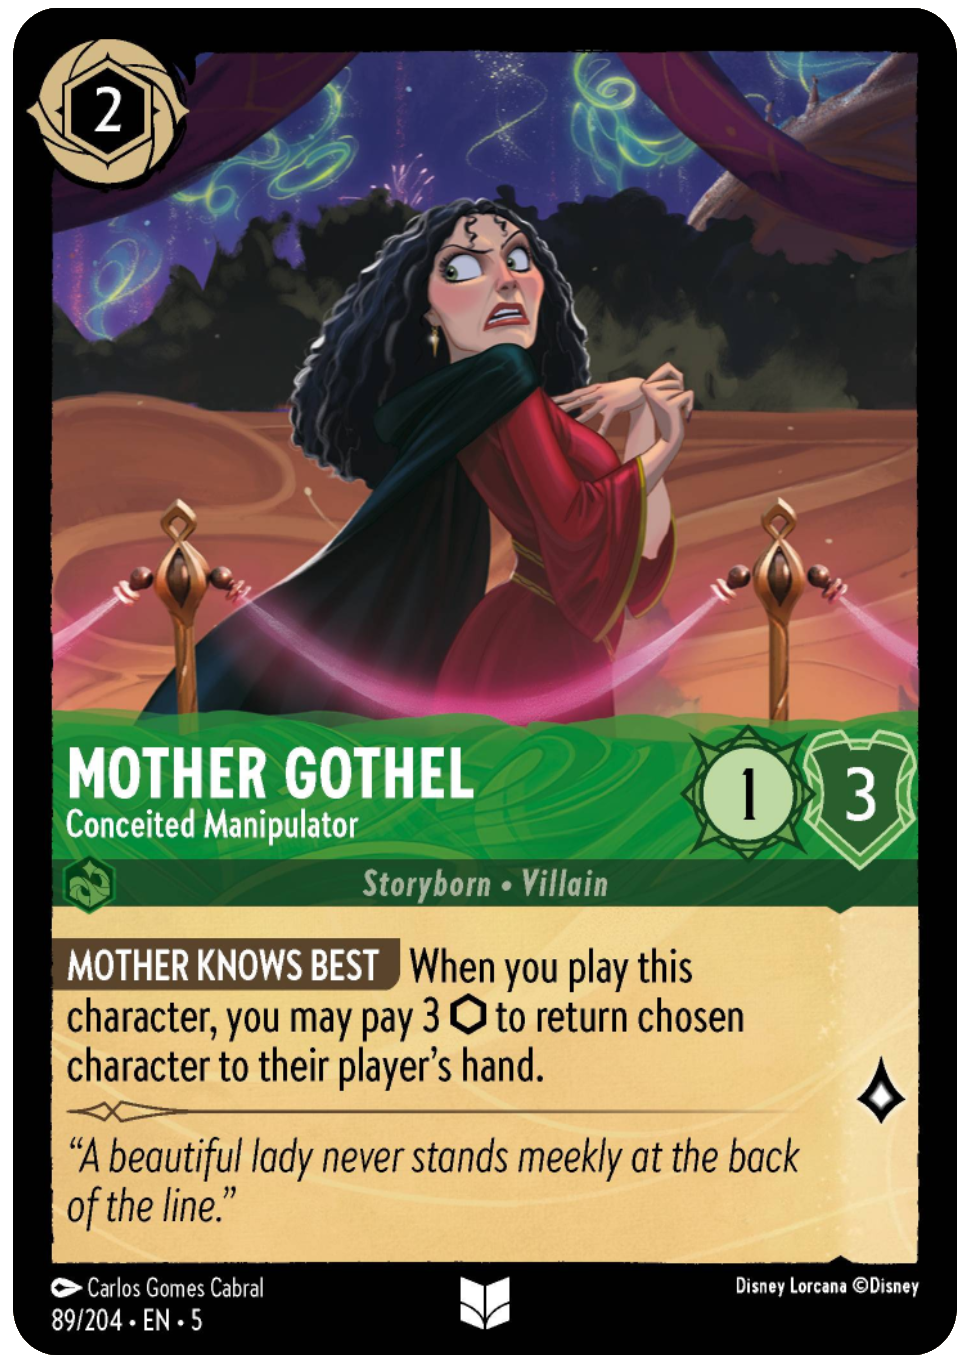 2
MOTHER GOTHEL
Conceited Manipulator
1
3
Storyborn • Villain
MOTHER KNOWS BEST When you play this
character, you may pay 3 ⬡ to return chosen
character to their player’s hand.
“A beautiful lady never stands meekly at the back
of the line.”
Carlos Gomes Cabral
89/204 • EN • 5
Disney Lorcana ©Disney